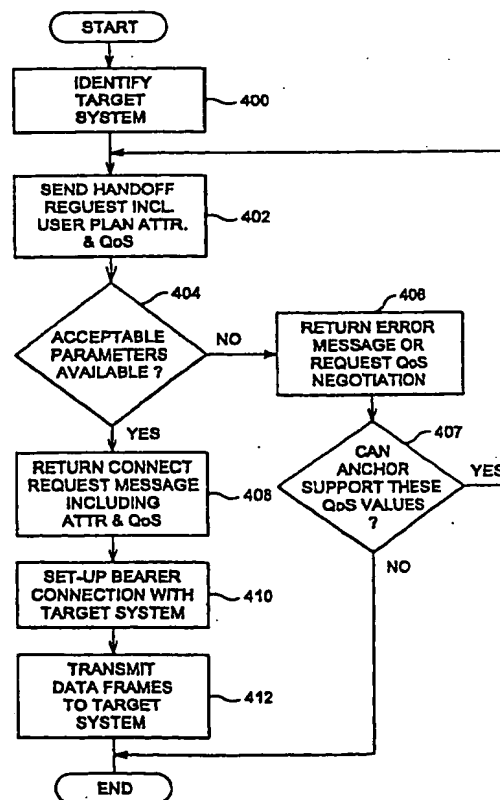 START
IDENTIFY
TARGET
SYSTEM
400
SEND HANDOFF
REGUEST INCL.
USER PLAN ATTR.
& QoS
402
404
ACCEPTABLE
PARAMETERS
AVAILABLE ?
NO
YES
406
RETURN ERROR
MESSAGE OR
REQUEST QoS
NEGOTIATION
407
CAN
ANCHOR
SUPPORT THESE
QoS VALUES
?
YES
NO
RETURN CONNECT
REQUEST MESSAGE
INCLUDING
ATTR & QoS
408
SET-UP BEARER
CONNECTION WITH
TARGET SYSTEM
410
TRANSMIT
DATA FRAMES
TO TARGET
SYSTEM
412
END